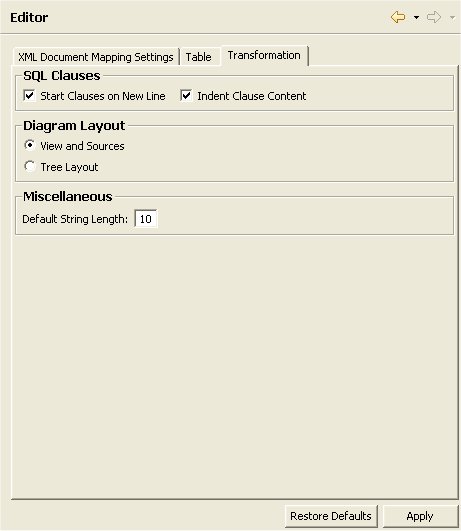 Editor
XML Document Mapping Settings Table Transformation
SQL Clauses
Start Clauses on New Line Indent Clause Content
Diagram Layout
View and Sources
Tree Layout
Miscellaneous
Default String Length: 10
Restore Defaults Apply